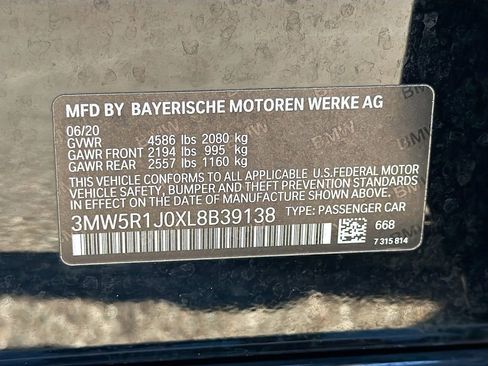 MFD BY BAYERISCHE MOTOREN WERKE AG
06/20
GVWR 4586 lbs 2080 kg
GAWR FRONT 2194 lbs 995 kg
GAWR REAR 2557 lbs 1160 kg
THIS VEHICLE CONFORMS TO ALL APPLICABLE U.S.FEDERAL MOTOR
VEHICLE SAFETY, BUMPER, AND THEFT PREVENTION STANDARDS
IN EFFECT ON THE DATE OF MANUFACTURE SHOWN ABOVE.
3MW5R1J0XL8B39138 TYPE: PASSENGER CAR
668
7 315 814